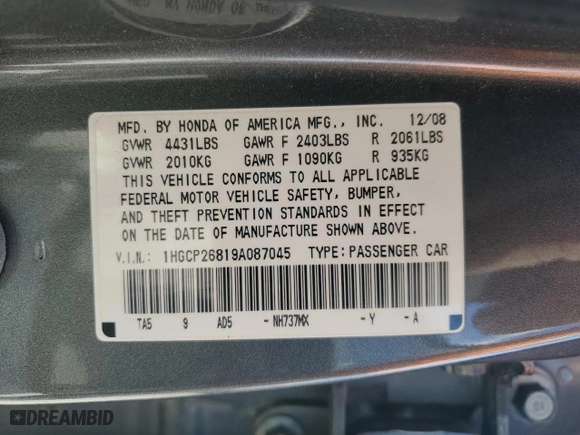 MFD. BY HONDA OF AMERICA MFG., INC. 12/08
GVWR 4431LBS GAWR F 2403LBS R 2061LBS
GVWR 2010KG GAWR F 1090KG R 935KG
THIS VEHICLE CONFORMS TO ALL APPLICABLE
FEDERAL MOTOR VEHICLE SAFETY, BUMPER,
AND THEFT PREVENTION STANDARDS IN EFFECT
ON THE DATE OF MANUFACTURE SHOWN ABOVE.
V.I.N.: 1HGCP26819A087045 TYPE: PASSENGER CAR
TA5 9 AD5 -NH737MX -Y -A
DREAMBID